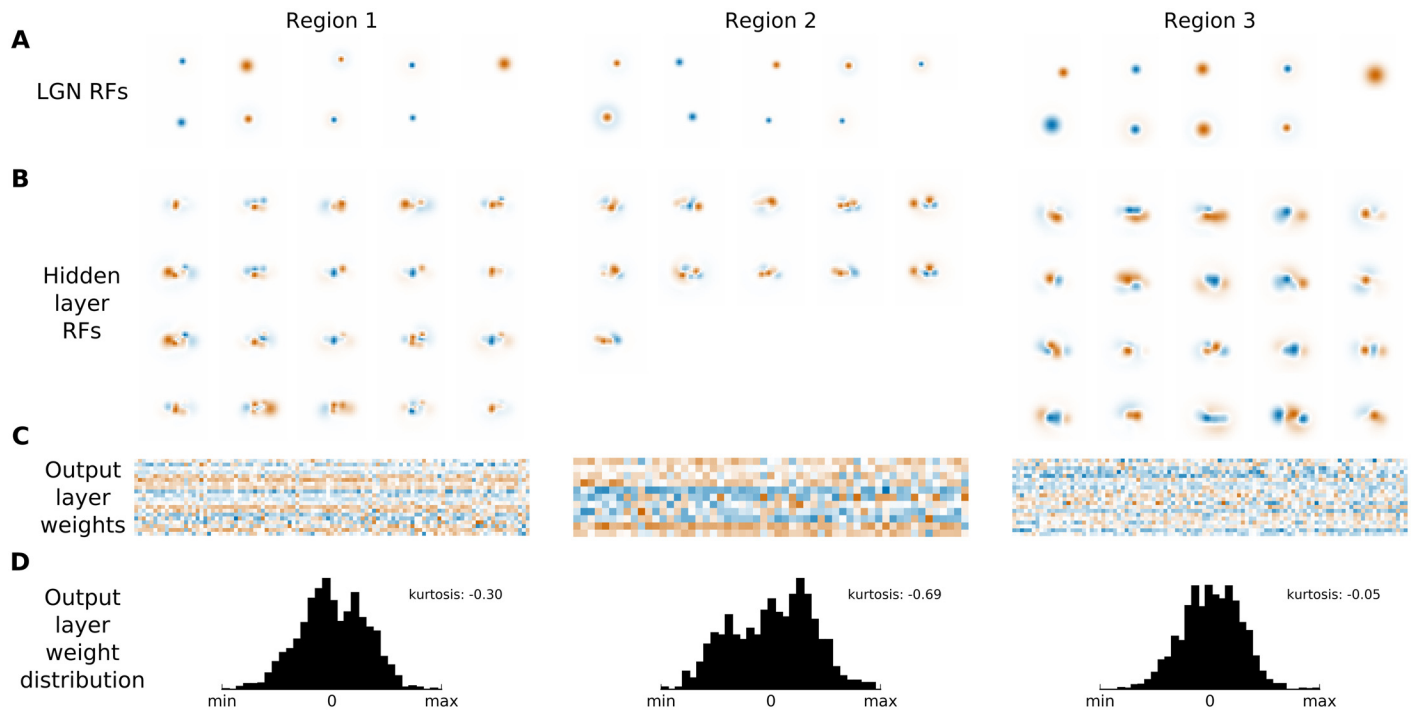 Region 1
Region 2
Region 3
A
LGN RFs
B
Hidden
layer
RFs
C
Output
layer
weights
D
Output
layer
weight
distribution
kurtosis: -0.30
min
0
max
kurtosis: -0.69
min
0
max
kurtosis: -0.05
min
0
max